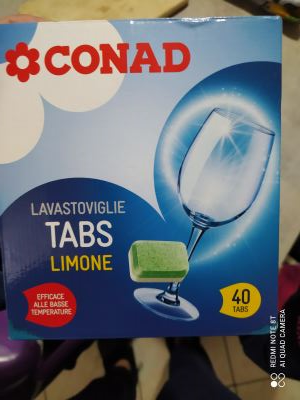 CONAD
LAVASTOVIGLIE
TABS
LIMONE
EFFICACE
ALLE BASSE
TEMPERATURE
40
TABS
REDMI NOTE 8T
AI QUAD CAMERA